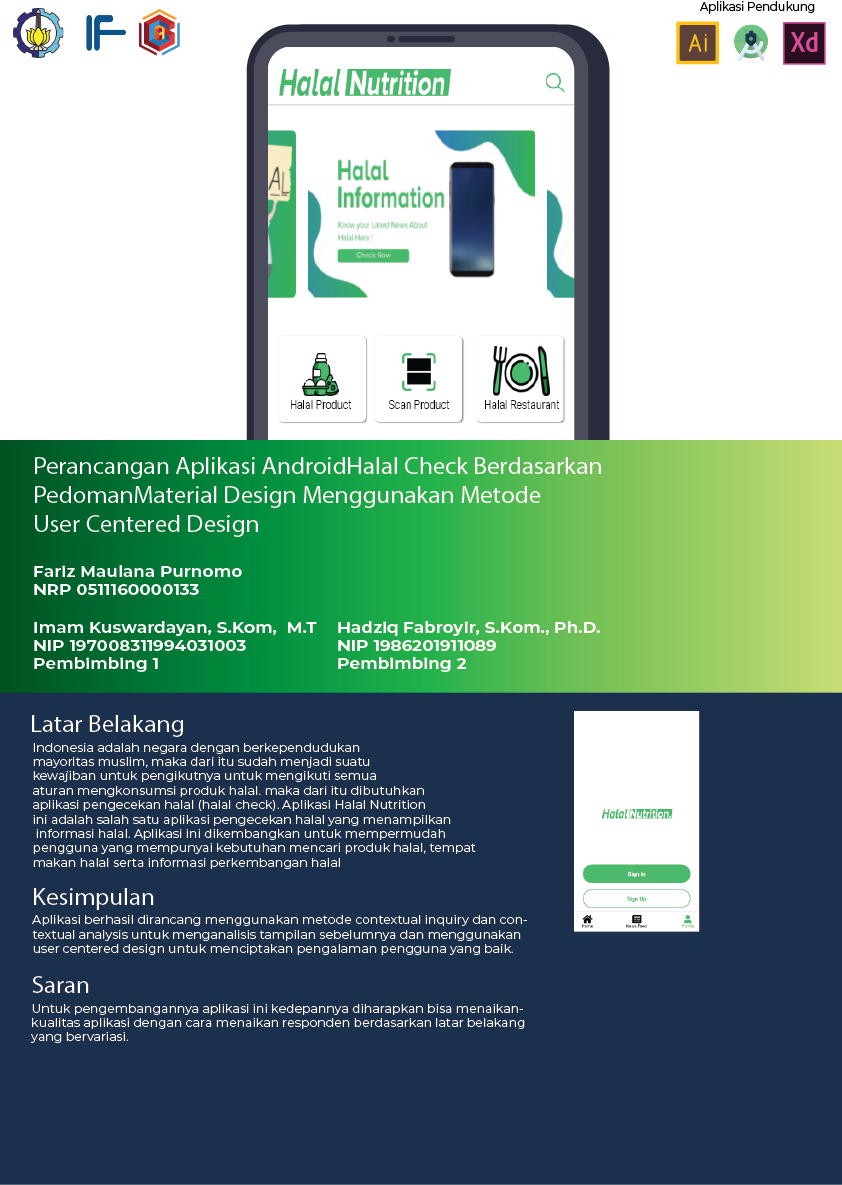 Aplikasi Pendukung
IF
Ai
Xd
Halal Nutrition
AL
Halal
Information
Know your Latest News About
Halal Here !
Check Now
Halal Product
Scan Product
Halal Restaurant
Perancangan Aplikasi AndroidHalal Check Berdasarkan
PedomanMaterial Design Menggunakan Metode
User Centered Design
Fariz Maulana Purnomo
NRP 0511160000133
Imam Kuswardayan, S.Kom, M.T
NIP 197008311994031003
Pembimbing 1
Hadziq Fabroyir, S.Kom., Ph.D.
NIP 1986201911089
Pembimbing 2
Latar Belakang
Indonesia adalah negara dengan berkependudukan
mayoritas muslim, maka dari itu sudah menjadi suatu
kewajiban untuk pengikutnya untuk mengikuti semua
aturan mengkonsumsi produk halal. maka dari itu dibutuhkan
aplikasi pengecekan halal (halal check). Aplikasi Halal Nutrition
ini adalah salah satu aplikasi pengecekan halal yang menampilkan
informasi halal. Aplikasi ini dikembangkan untuk mempermudah
pengguna yang mempunyai kebutuhan mencari produk halal, tempat
makan halal serta informasi perkembangan halal
Kesimpulan
Aplikasi berhasil dirancang menggunakan metode contextual inquiry dan con-
textual analysis untuk menganalisis tampilan sebelumnya dan menggunakan
user centered design untuk menciptakan pengalaman pengguna yang baik.
Saran
Untuk pengembangannya aplikasi ini kedepannya diharapkan bisa menaikan-
kualitas aplikasi dengan cara menaikan responden berdasarkan latar belakang
yang bervariasi.
Halal Nutrition.
Sign in
Sign Up
Home
News Feed
Profile